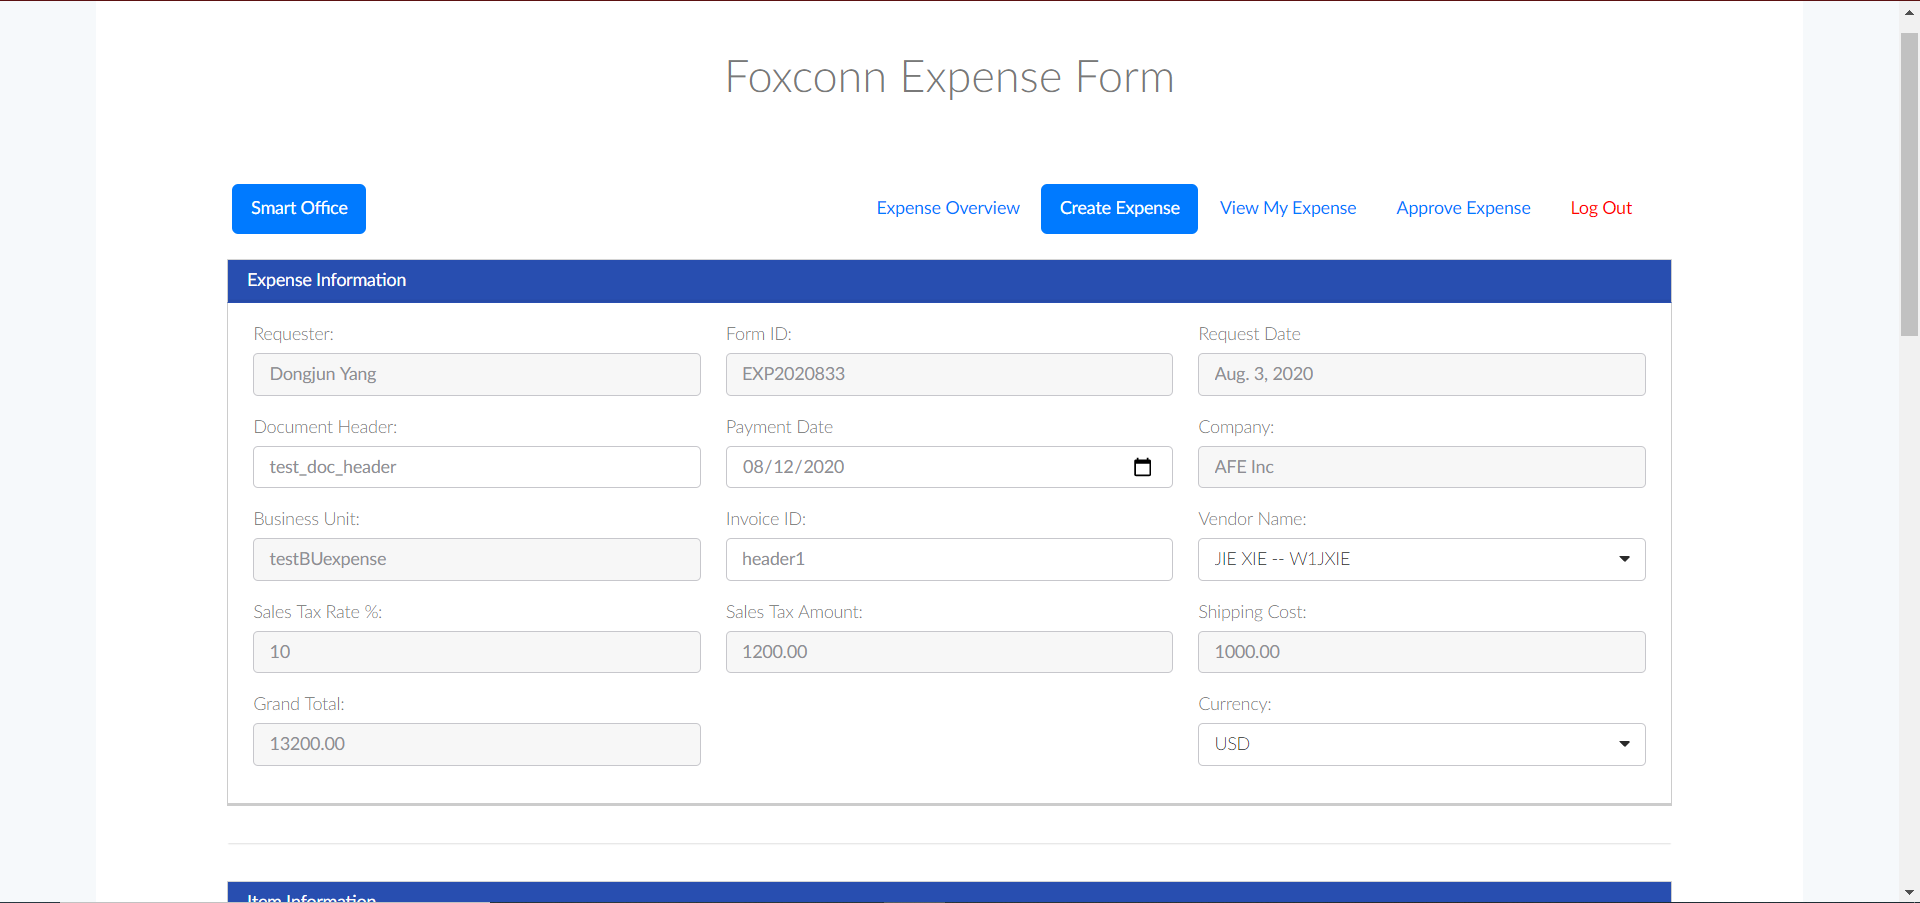 Foxconn Expense Form
Smart Office
Expense Overview
Create Expense
View My Expense
Approve Expense
Log Out
Expense Information
Requester:
Form ID:
Request Date
Dongjun Yang
EXP2020833
Aug. 3, 2020
Document Header:
Payment Date
Company:
test_doc_header
08/12/2020
AFE Inc
Business Unit:
Invoice ID:
Vendor Name:
testBUexpense
header1
JIE XIE -- W1JXIE
Sales Tax Rate %:
Sales Tax Amount:
Shipping Cost:
10
1200.00
1000.00
Grand Total:
Currency:
13200.00
USD
Item Information